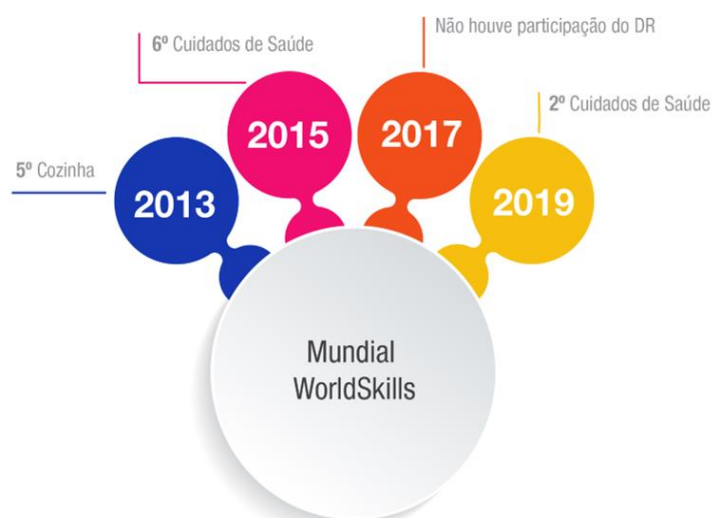 Não houve participação do DR
6º Cuidados de Saúde
2015
2017
2º Cuidados de Saúde
5º Cozinha
2013
2019
Mundial
WorldSkills